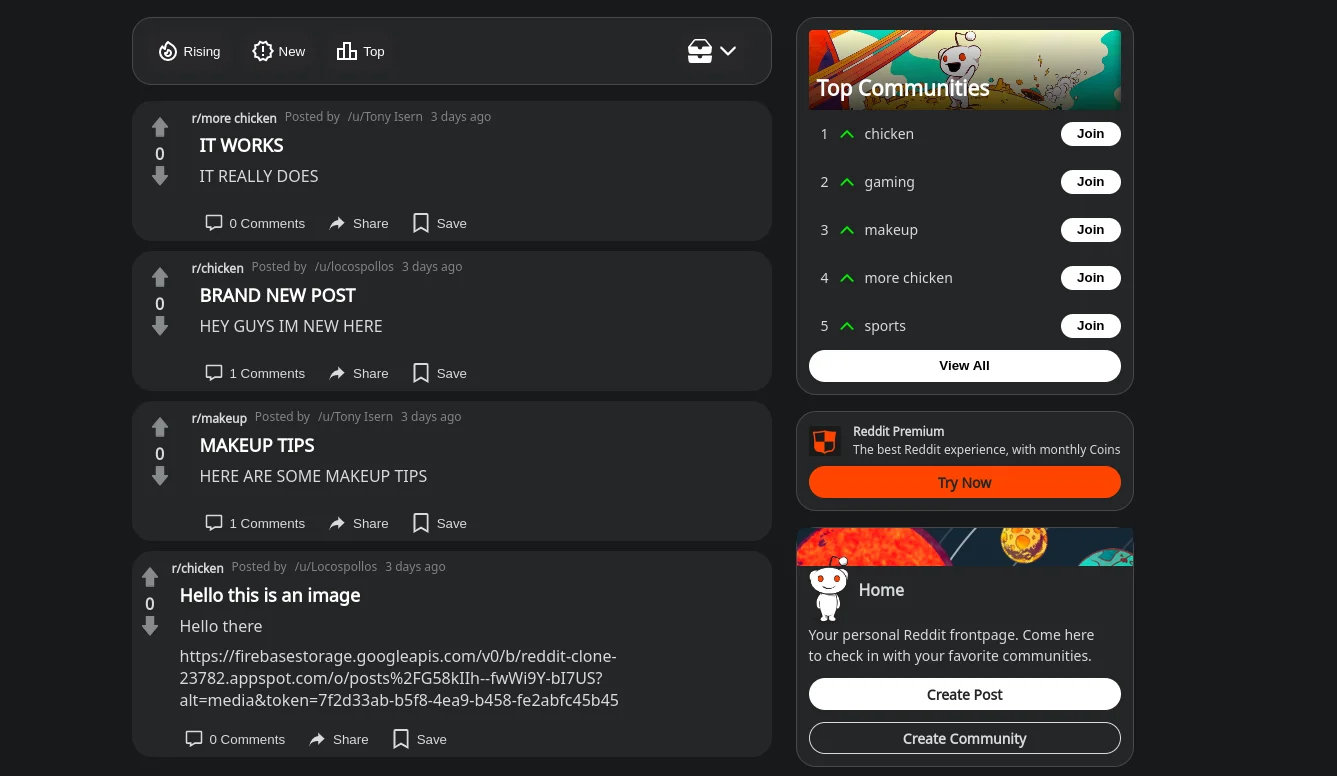 Rising New Top
r/more chicken Posted by /u/Tony Isern 3 days ago
0
IT WORKS
IT REALLY DOES
0 Comments Share Save
r/chicken Posted by /u/locospollos 3 days ago
0
BRAND NEW POST
HEY GUYS IM NEW HERE
1 Comments Share Save
r/makeup Posted by /u/Tony Isern 3 days ago
0
MAKEUP TIPS
HERE ARE SOME MAKEUP TIPS
1 Comments Share Save
r/chicken Posted by /u/Locospollos 3 days ago
0
Hello this is an image
Hello there
https://firebasestorage.googleapis.com/v0/b/reddit-clone-
23782.appspot.com/o/posts%2FG58kIIh--fwWi9Y-bI7US?
alt=media&token=7f2d33ab-b5f8-4ea9-b458-fe2abfc45b45
0 Comments Share Save
Top Communities
1 chicken Join
2 gaming Join
3 makeup Join
4 more chicken Join
5 sports Join
View All
Reddit Premium
The best Reddit experience, with monthly Coins
Try Now
Home
Your personal Reddit frontpage. Come here
to check in with your favorite communities.
Create Post
Create Community